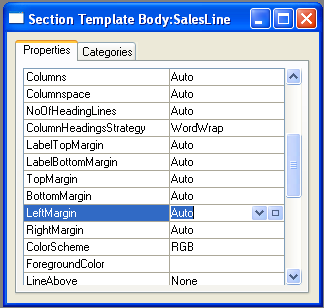 Section Template Body:SalesLine
Properties Categories
Columns Auto
Columnspace Auto
NoOfHeadingLines Auto
ColumnHeadingsStrategy WordWrap
LabelTopMargin Auto
LabelBottomMargin Auto
TopMargin Auto
BottomMargin Auto
LeftMargin Auto
RightMargin Auto
ColorScheme RGB
ForegroundColor
LineAbove None